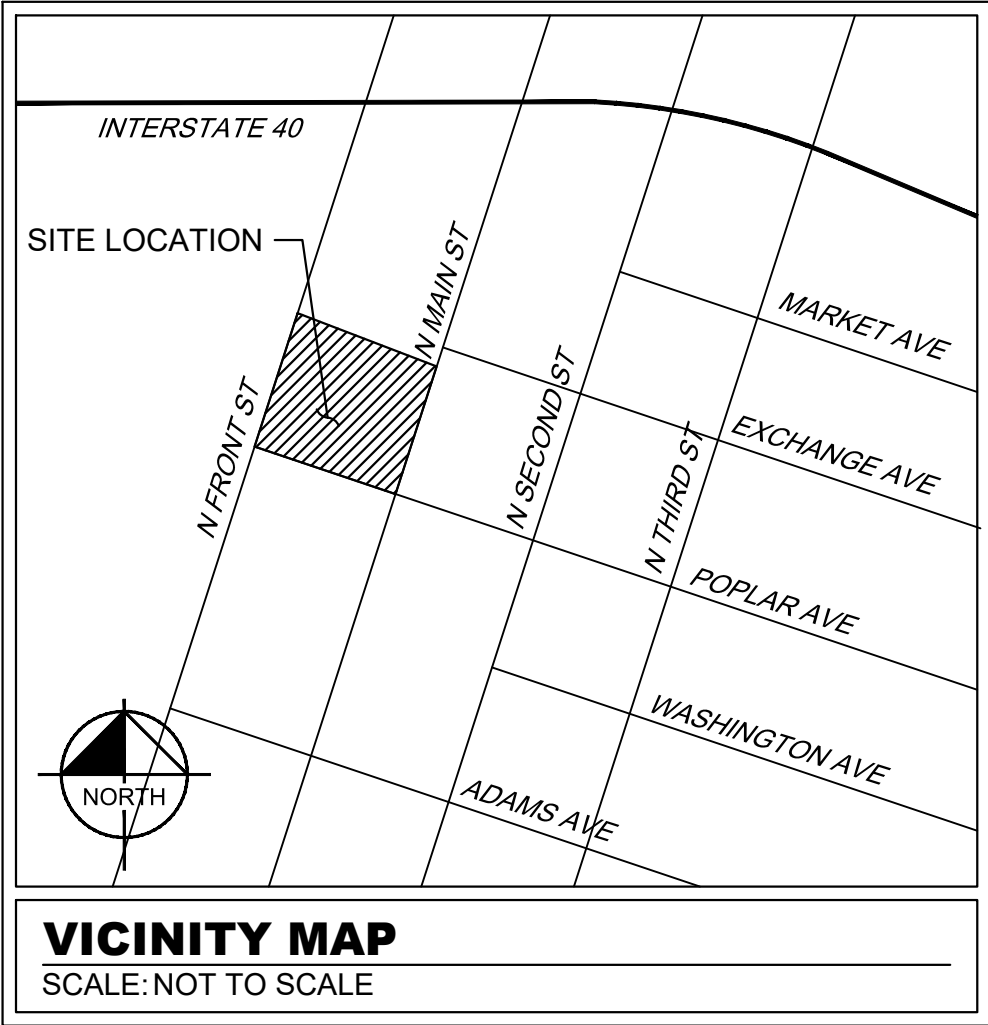 INTERSTATE 40
SITE LOCATION
N MAIN ST
MARKET AVE
N FRONT ST
N SECOND ST
N THIRD ST
EXCHANGE AVE
POPLAR AVE
WASHINGTON AVE
ADAMS AVE
NORTH
VICINITY MAP
SCALE: NOT TO SCALE